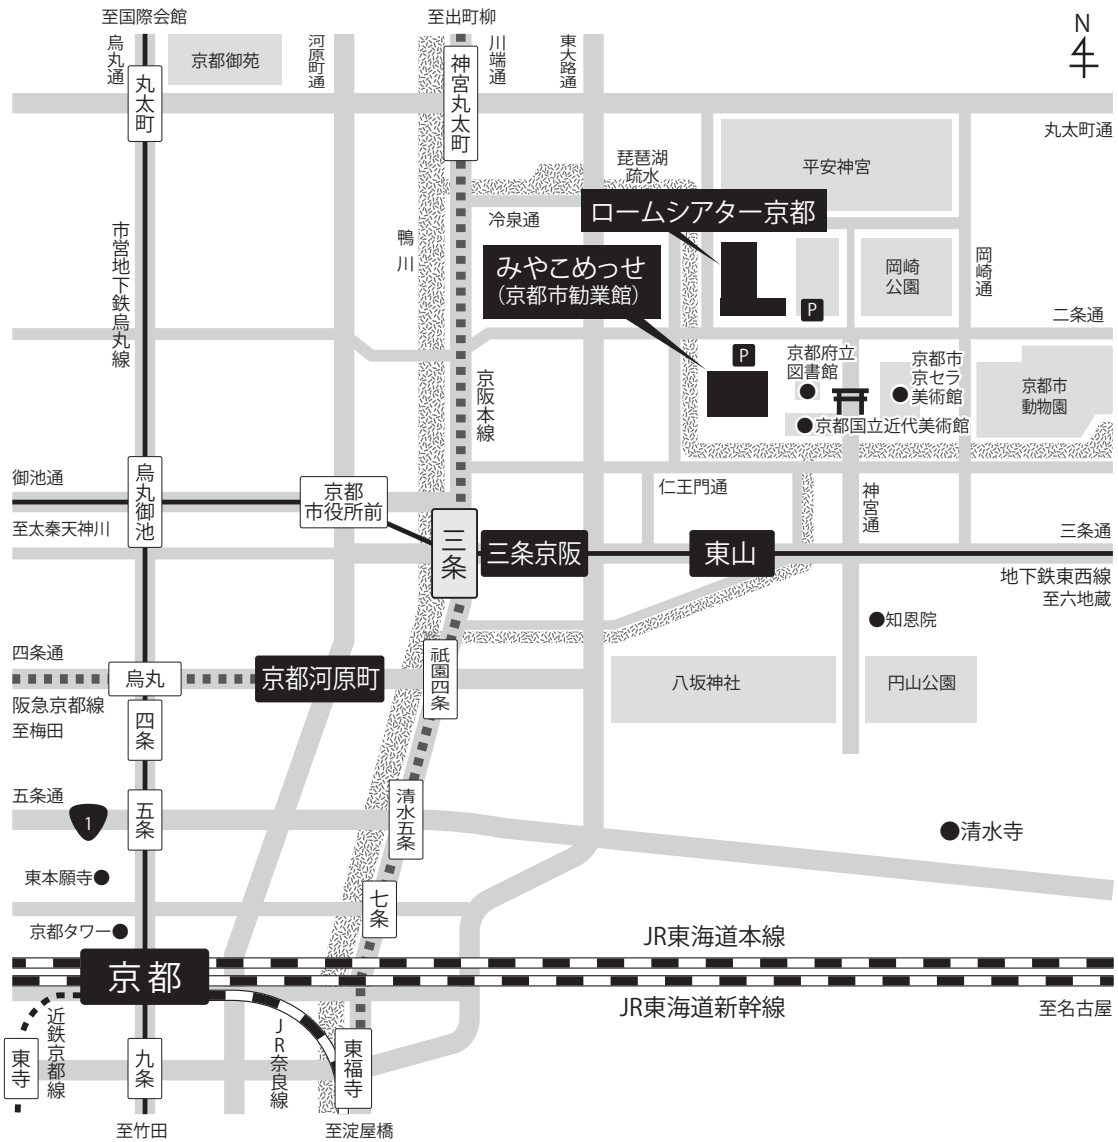 至国際会館
至出町柳
N
烏丸通
京都御苑
河原町通
川端通
東大路通
丸太町
神宮丸太町
丸太町通
琵琶湖
疏水
平安神宮
ロームシアター京都
冷泉通
鴨川
市営地下鉄烏丸線
みやこめっせ
(京都市勧業館)
岡崎
公園
岡崎通
P
二条通
P
京都府立
図書館
京都市
京セラ
美術館
京都市
動物園
京阪本線
京都国立近代美術館
御池通
烏丸御池
京都
市役所前
仁王門通
神宮通
至太秦天神川
三条
三条京阪
東山
三条通
地下鉄東西線
至六地蔵
知恩院
四条通
烏丸
京都河原町
祇園四条
八坂神社
円山公園
阪急京都線
至梅田
四条
五条通
1
五条
清水五条
清水寺
東本願寺
七条
京都タワー
JR東海道本線
京都
JR東海道新幹線
至名古屋
東寺
近鉄京都線
九条
JR奈良線
東福寺
至竹田
至淀屋橋